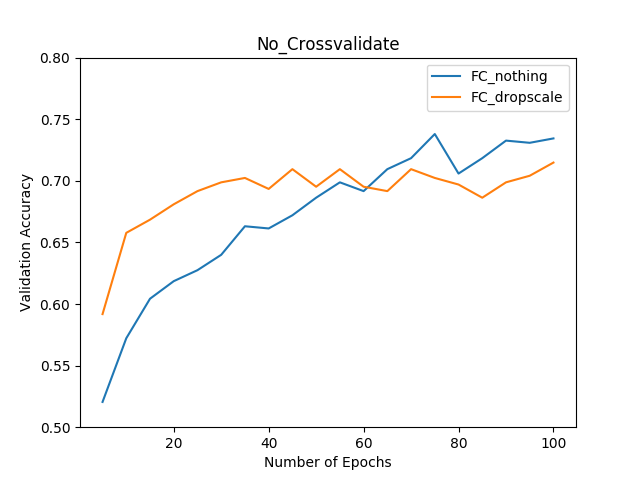 No_Crossvalidate
FC_nothing
FC_dropscale
Validation Accuracy
0.80
0.75
0.70
0.65
0.60
0.55
0.50
20 40 60 80 100
Number of Epochs